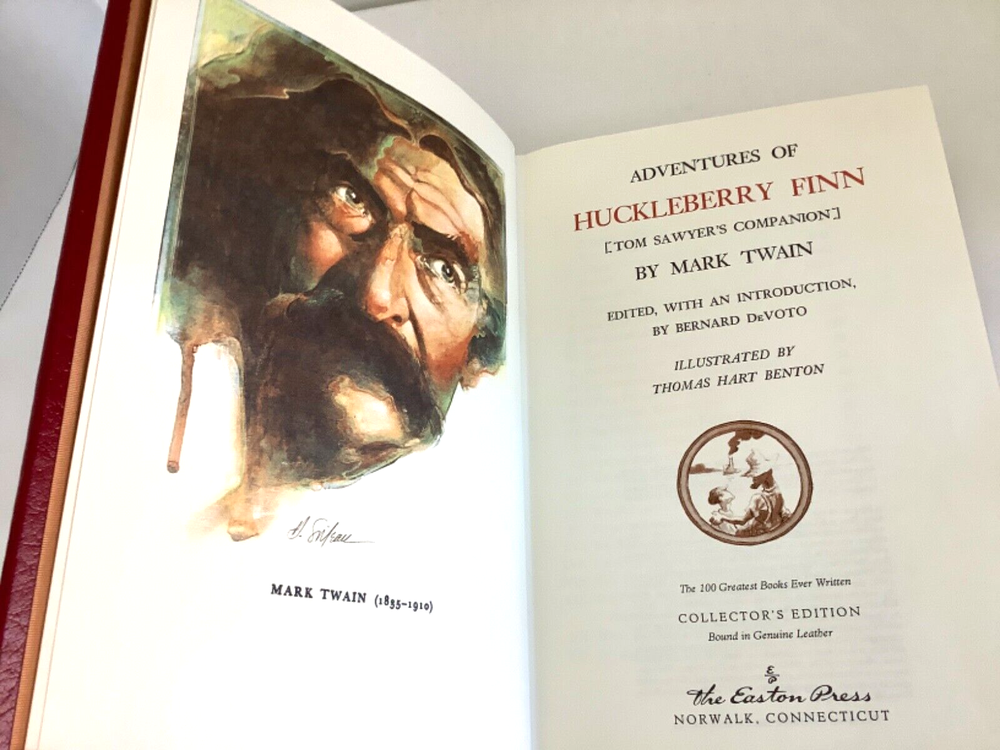 MARK TWAIN (1835–1910)
ADVENTURES OF
HUCKLEBERRY FINN
[TOM SAWYER'S COMPANION]
BY MARK TWAIN
EDITED, WITH AN INTRODUCTION,
BY BERNARD DeVOTO
ILLUSTRATED BY
THOMAS HART BENTON
The 100 Greatest Books Ever Written
COLLECTOR'S EDITION
Bound in Genuine Leather
The Easton Press
NORWALK, CONNECTICUT